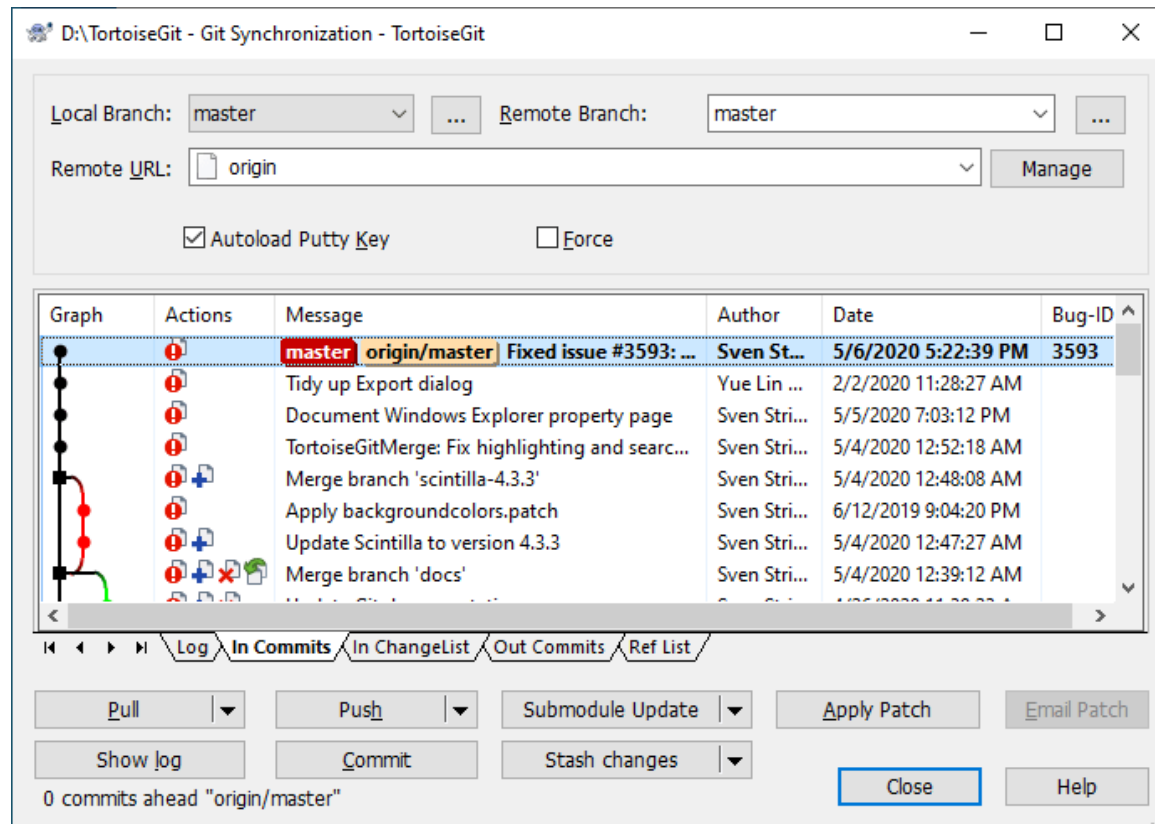 D:\TortoiseGit - Git Synchronization - TortoiseGit
Local Branch: master ... Remote Branch: master ...
Remote URL: origin Manage
Autoload Putty Key Force
Graph Actions Message Author Date Bug-ID
master origin/master Fixed issue #3593: ... Sven St... 5/6/2020 5:22:39 PM 3593
Tidy up Export dialog Yue Lin ... 2/2/2020 11:28:27 AM
Document Windows Explorer property page Sven Stri... 5/5/2020 7:03:12 PM
TortoiseGitMerge: Fix highlighting and searc... Sven Stri... 5/4/2020 12:52:18 AM
Merge branch 'scintilla-4.3.3' Sven Stri... 5/4/2020 12:48:08 AM
Apply backgroundcolors.patch Sven Stri... 6/12/2019 9:04:20 PM
Update Scintilla to version 4.3.3 Sven Stri... 5/4/2020 12:47:27 AM
Merge branch 'docs' Sven Stri... 5/4/2020 12:39:12 AM
Log In Commits In ChangeList Out Commits Ref List
Pull Push Submodule Update Apply Patch Email Patch
Show log Commit Stash changes
0 commits ahead "origin/master" Close Help